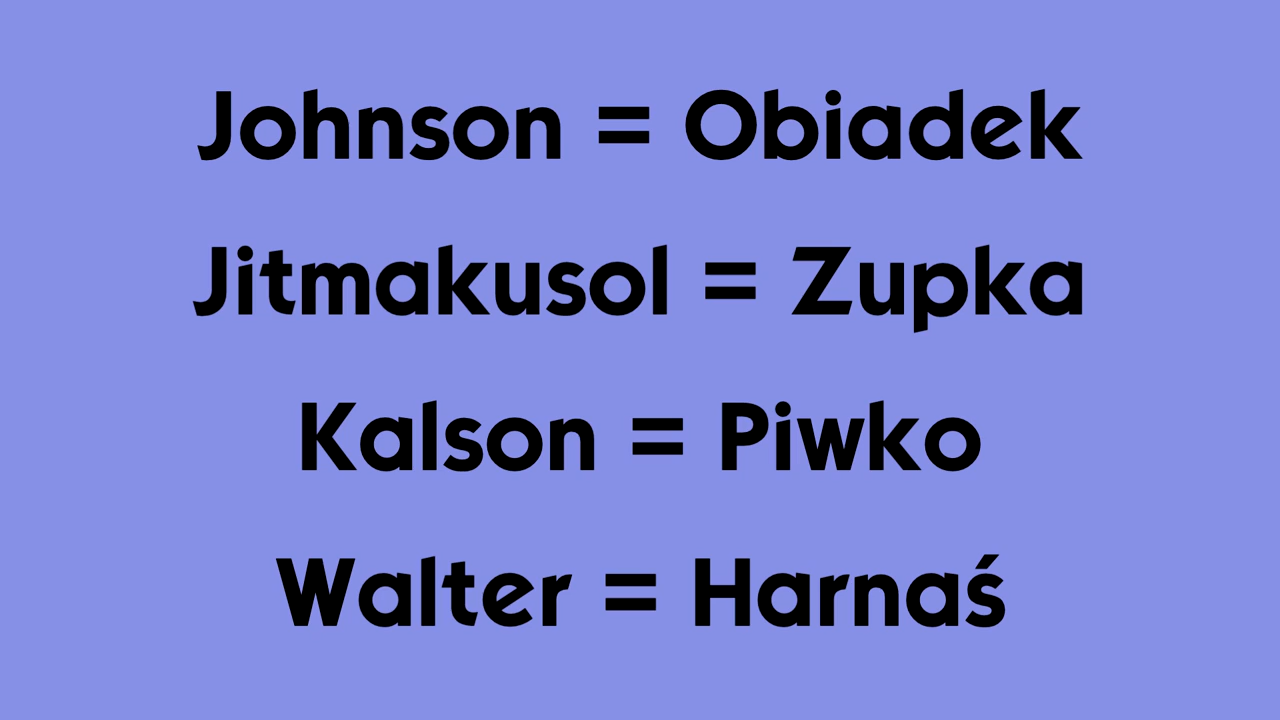 Johnson = Obiadek
Jitmakusol = Zupka
Kalson = Piwko
Walter = Harnaś